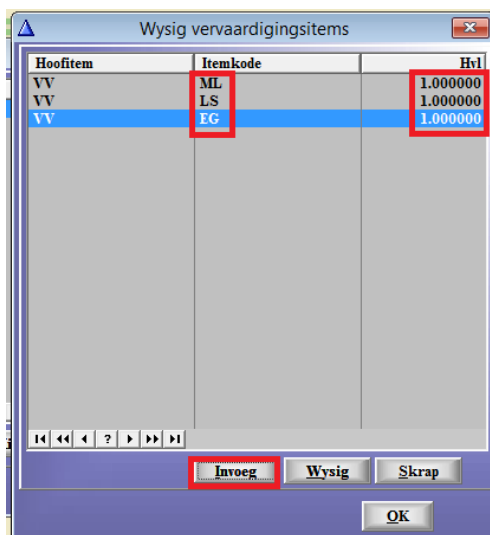 Wysig vervaardigingsitems
Hoofitem Itemkode Hvl
VV ML 1.000000
VV LS 1.000000
VV EG 1.000000
?
Invoeg Wysig Skrap
OK